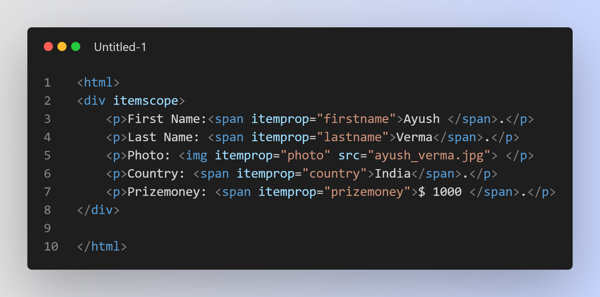 Untitled-1
1 <html>
2 <div itemscope>
3 <p>First Name:<span itemprop="firstname">Ayush </span>.</p>
4 <p>Last Name: <span itemprop="lastname">Verma</span>.</p>
5 <p>Photo: <img itemprop="photo" src="ayush_verma.jpg"> </p>
6 <p>Country: <span itemprop="country">India</span>.</p>
7 <p>Prizemoney: <span itemprop="prizemoney">$ 1000 </span>.</p>
8 </div>
9
10 </html>